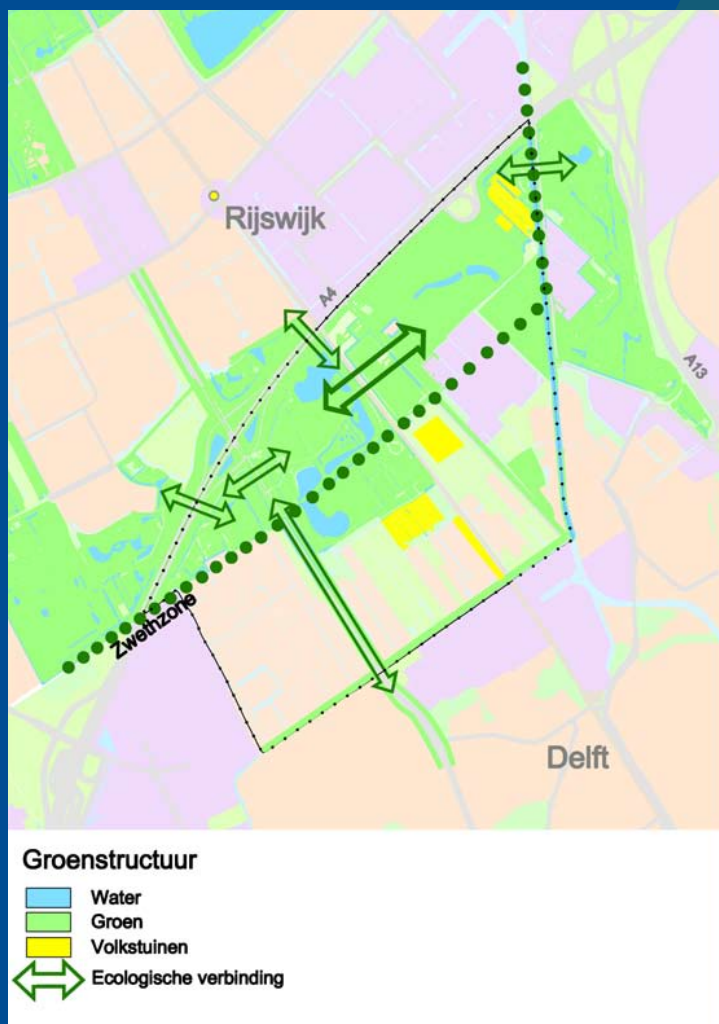 Rijswijk
A4
A13
Zwethzone
Delft
Groenstructuur
Water
Groen
Volkstuinen
Ecologische verbinding